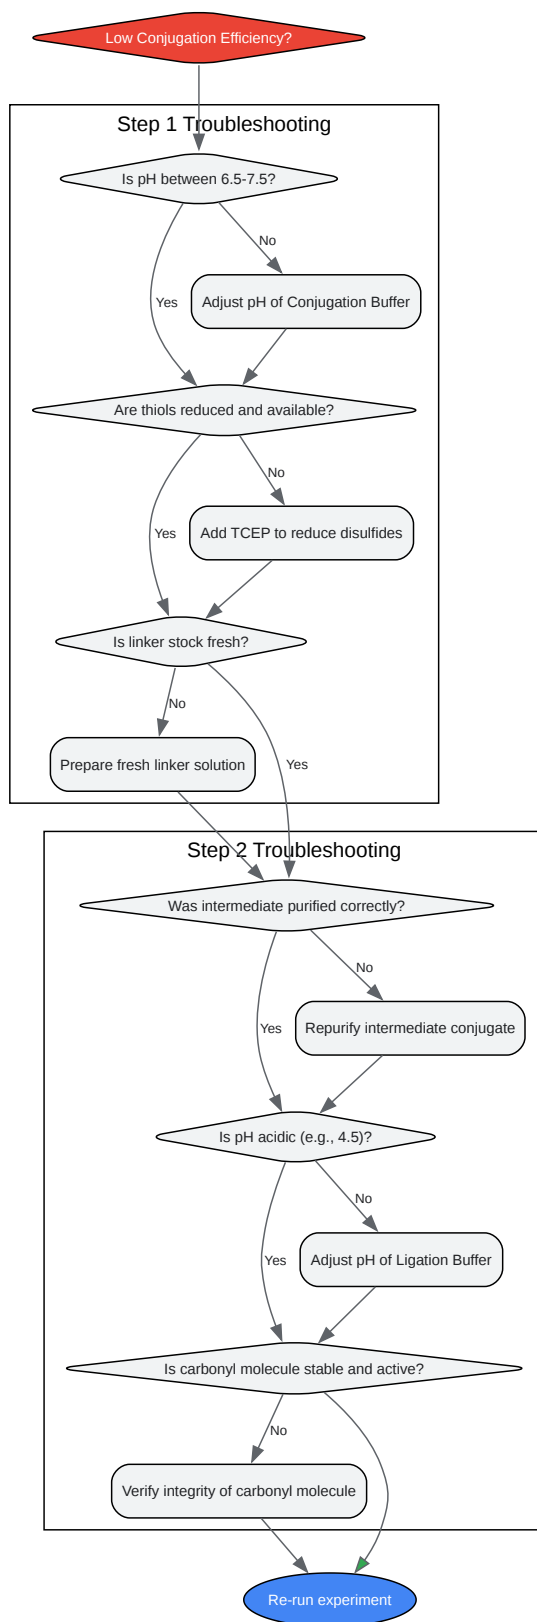 Low Conjugation Efficiency?
Step 1 Troubleshooting
Is pH between 6.5-7.5?
No
Yes
Adjust pH of Conjugation Buffer
Are thiols reduced and available?
No
Yes
Add TCEP to reduce disulfides
Is linker stock fresh?
No
Prepare fresh linker solution
Yes
Step 2 Troubleshooting
Was intermediate purified correctly?
No
Yes
Repurify intermediate conjugate
Is pH acidic (e.g., 4.5)?
No
Yes
Adjust pH of Ligation Buffer
Is carbonyl molecule stable and active?
No
Verify integrity of carbonyl molecule
Re-run experiment